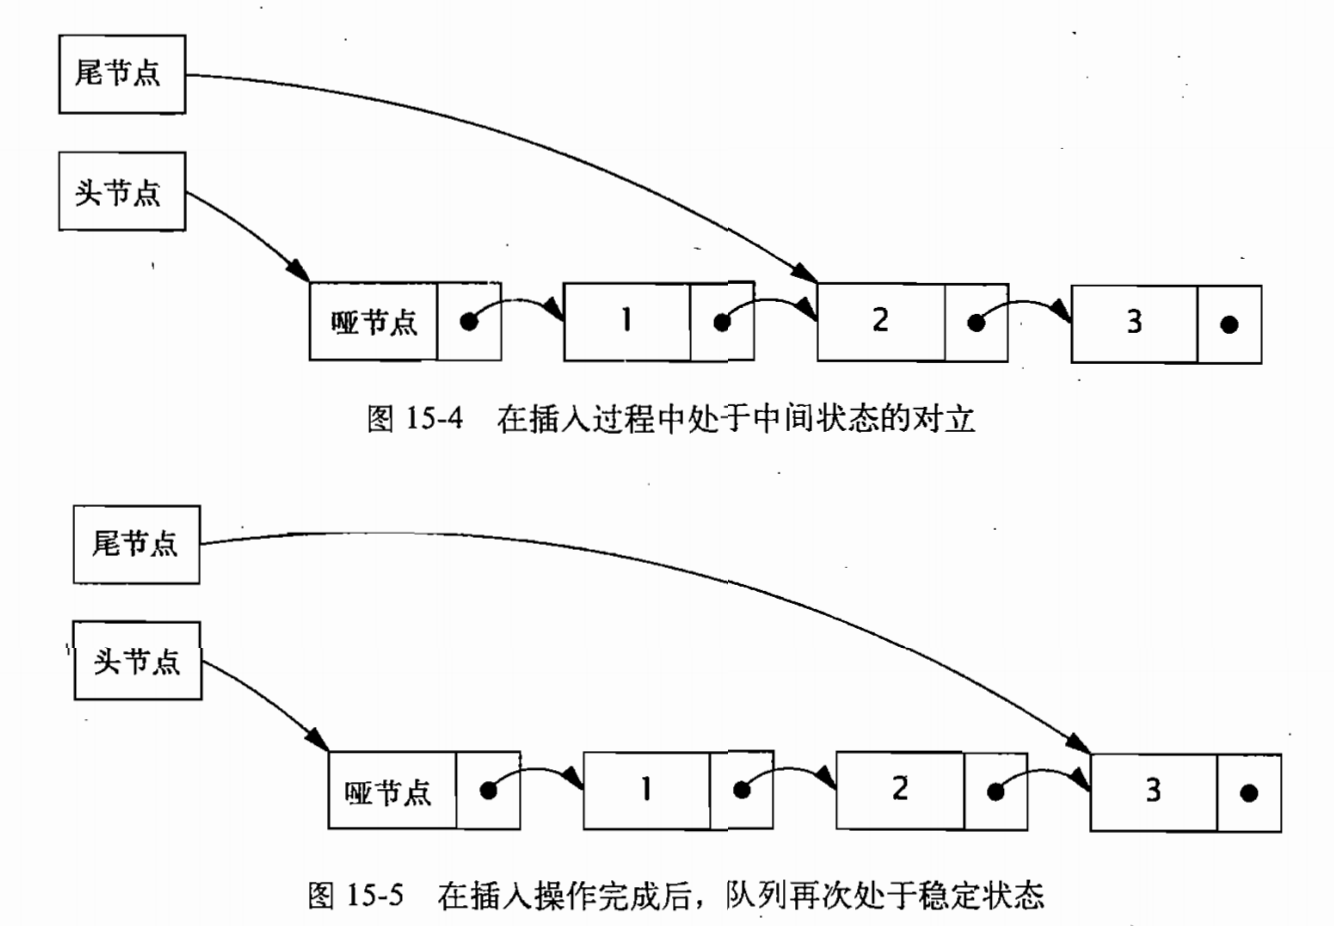 尾节点
头节点
哑节点 1 2 3
图 15-4 在插入过程中处于中间状态的对立
尾节点
头节点
哑节点 1 2 3
图 15-5 在插入操作完成后，队列再次处于稳定状态